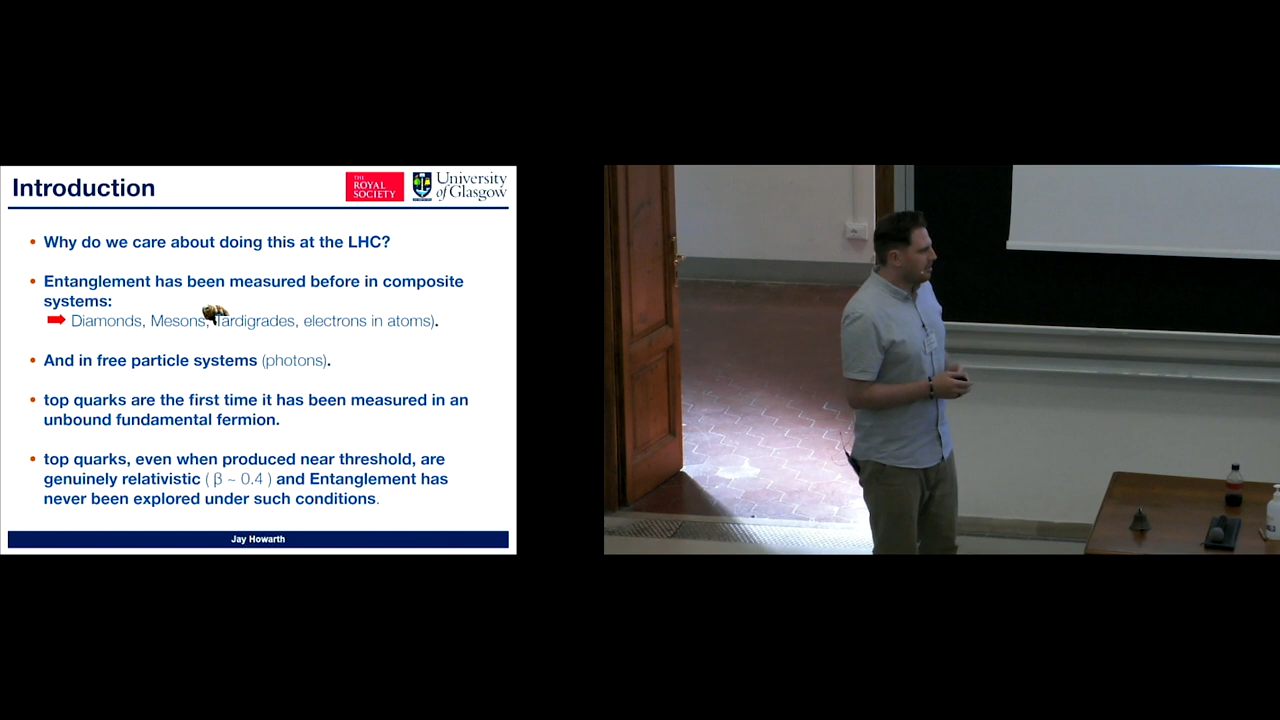 Introduction
THE ROYAL SOCIETY
University of Glasgow
• Why do we care about doing this at the LHC?
• Entanglement has been measured before in composite
systems:
Diamonds, Mesons, Tardigrades, electrons in atoms).
• And in free particle systems (photons).
• top quarks are the first time it has been measured in an
unbound fundamental fermion.
• top quarks, even when produced near threshold, are
genuinely relativistic ( β ~ 0.4 ) and Entanglement has
never been explored under such conditions.
Jay Howarth